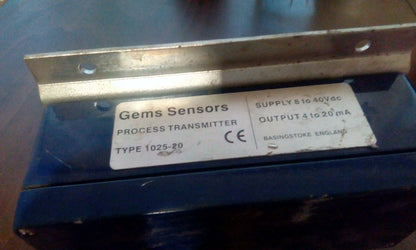 Gems Sensors
PROCESS TRANSMITTER
TYPE 1025-20
CE
SUPPLY 8 to 40Vdc
OUTPUT 4 to 20 mA
BASINGSTOKE ENGLAND